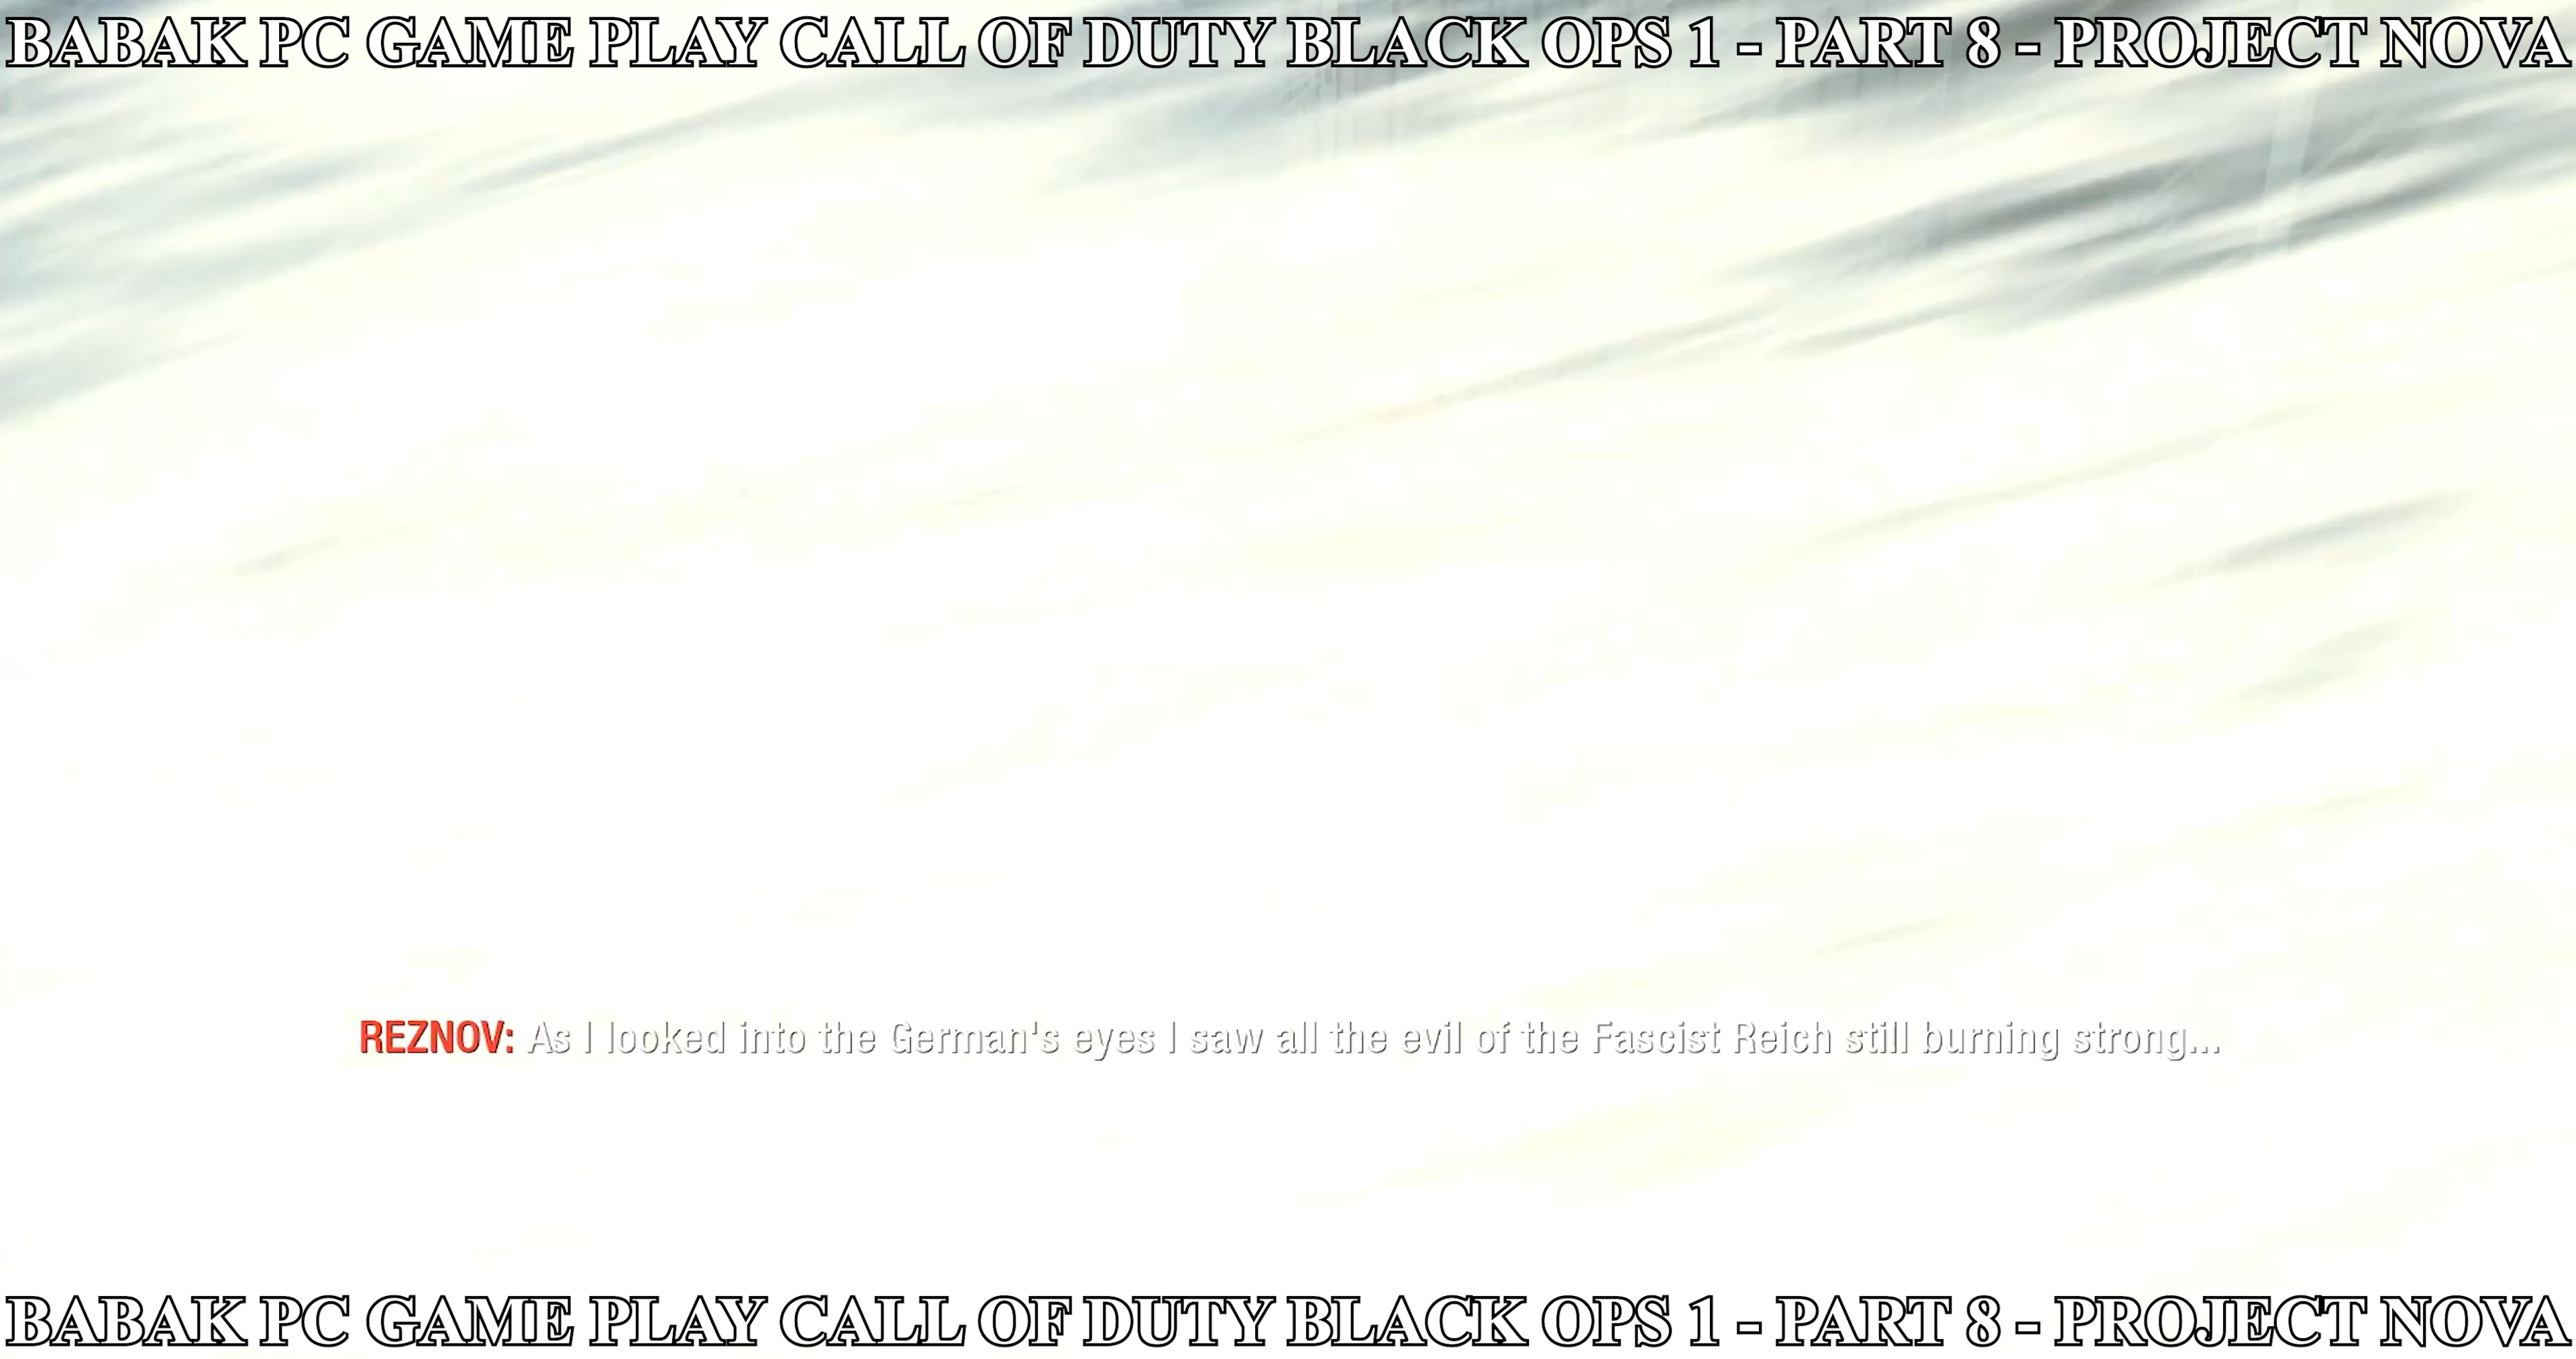 BABAK PC GAME PLAY CALL OF DUTY BLACK OPS 1 - PART 8 - PROJECT NOVA
REZNOV: As I looked into the German's eyes I saw all the evil of the Fascist Reich still burning strong...
BABAK PC GAME PLAY CALL OF DUTY BLACK OPS 1 - PART 8 - PROJECT NOVA